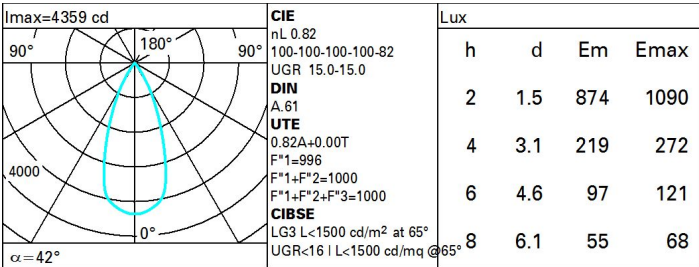 Imax=4359 cd
90° 180° 90°
4000
0°
α=42°
CIE
nL 0.82
100-100-100-100-82
UGR 15.0-15.0
DIN
A.61
UTE
0.82A+0.00T
F"1=996
F"1+F"2=1000
F"1+F"2+F"3=1000
CIBSE
LG3 L<1500 cd/m² at 65°
UGR<16 | L<1500 cd/mq @65°
Lux
h d Em Emax
2 1.5 874 1090
4 3.1 219 272
6 4.6 97 121
8 6.1 55 68